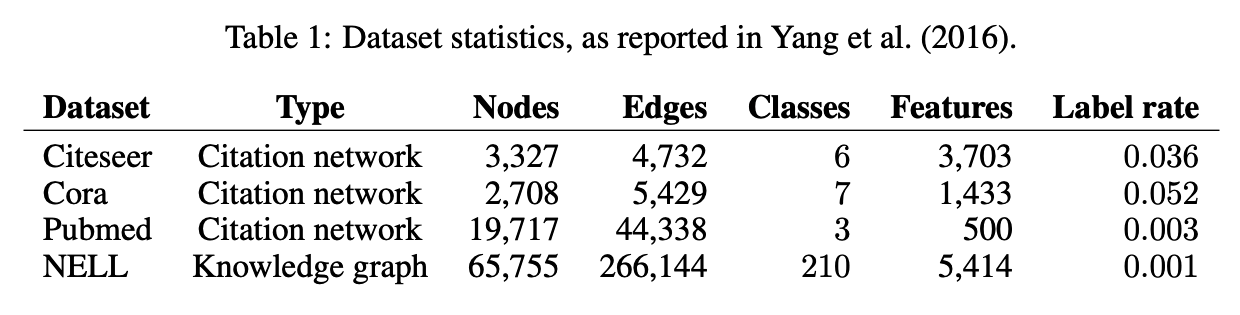 Table 1: Dataset statistics, as reported in Yang et al. (2016).
Dataset Type Nodes Edges Classes Features Label rate
Citeseer Citation network 3,327 4,732 6 3,703 0.036
Cora Citation network 2,708 5,429 7 1,433 0.052
Pubmed Citation network 19,717 44,338 3 500 0.003
NELL Knowledge graph 65,755 266,144 210 5,414 0.001